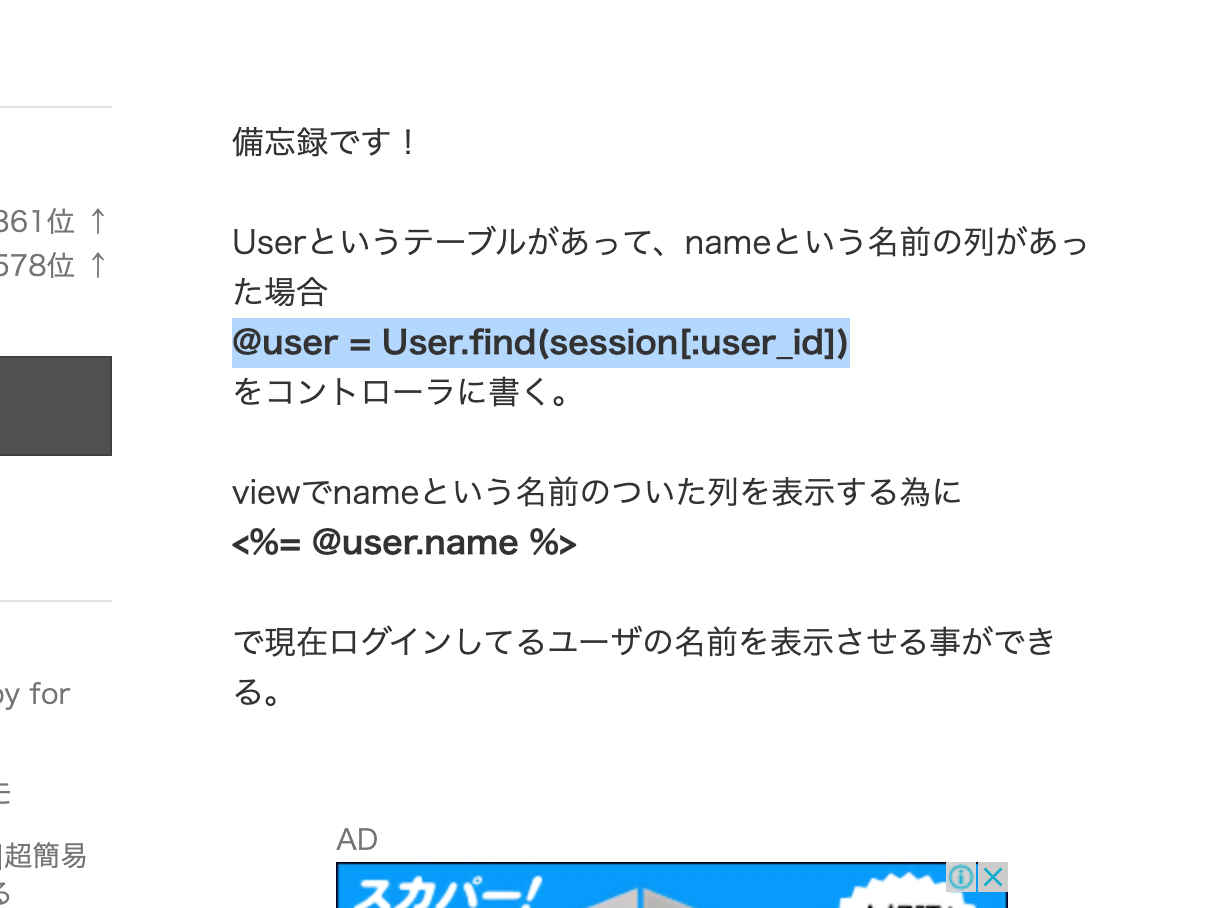 備忘録です！
Userというテーブルがあって、nameという名前の列があっ
た場合
@user = User.find(session[:user_id])
をコントローラに書く。
viewでnameという名前のついた列を表示する為に
<%= @user.name %>
で現在ログインしてるユーザの名前を表示させる事ができ
る。
361位 ↑
578位 ↑
for
超簡易
る
AD
スカパー!